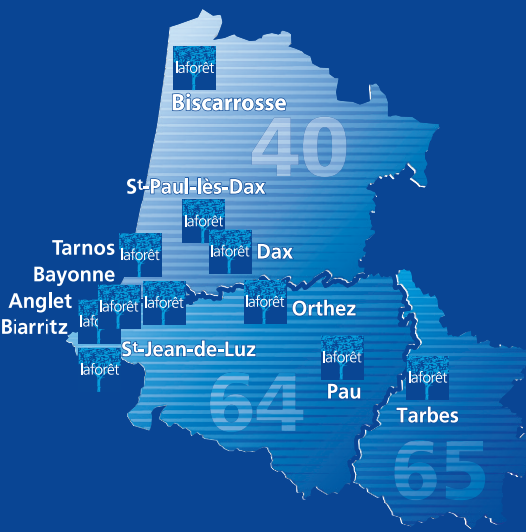 laforêt
Biscarrosse
40
St-Paul-lès-Dax
laforêt
Tarnos
laforêt
laforêt
Dax
Bayonne
Anglet
laforêt
laforêt
laforêt
Orthez
Biarritz
laf
St-Jean-de-Luz
laforêt
laforêt
Pau
laforêt
Tarbes
64
65